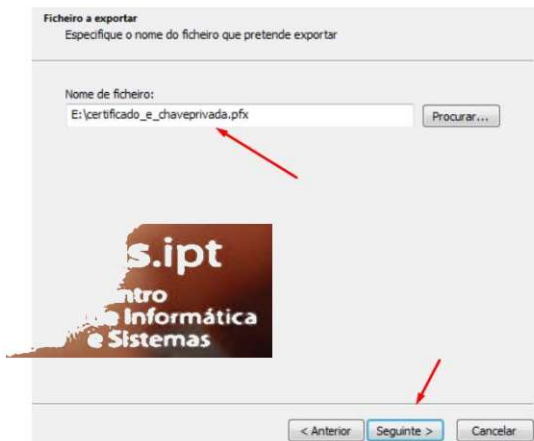 Ficheiro a exportar
Especifique o nome do ficheiro que pretende exportar
Nome de ficheiro:
E:\certificado_e_chaveprivada.pfx
Procurar...
s.ipt
ntro
e Informática
e Sistemas
< Anterior
Seguinte >
Cancelar